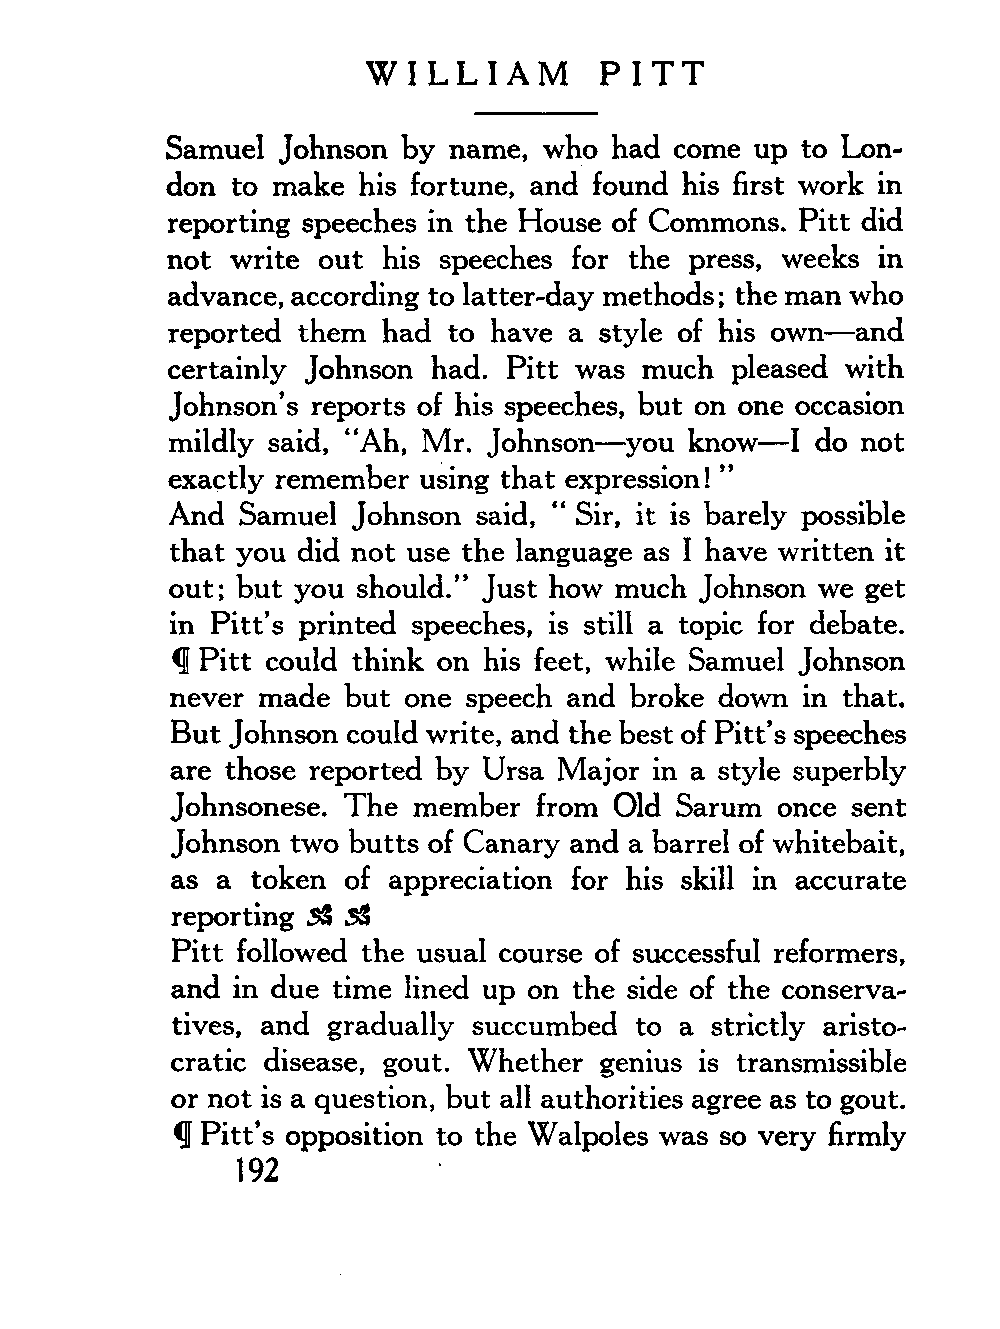 WILLIAM PITT
Samuel Johnson by name, who had come up to Lon-
don to make his fortune, and found his first work in
reporting speeches in the House of Commons. Pitt did
not write out his speeches for the press, weeks in
advance, according to latter-day methods; the man who
reported them had to have a style of his own—and
certainly Johnson had. Pitt was much pleased with
Johnson's reports of his speeches, but on one occasion
mildly said, “Ah, Mr. Johnson—you know—I do not
exactly remember using that expression! ”
And Samuel Johnson said, “ Sir, it is barely possible
that you did not use the language as I have written it
out; but you should.” Just how much Johnson we get
in Pitt's printed speeches, is still a topic for debate.
¶ Pitt could think on his feet, while Samuel Johnson
never made but one speech and broke down in that.
But Johnson could write, and the best of Pitt's speeches
are those reported by Ursa Major in a style superbly
Johnsonese. The member from Old Sarum once sent
Johnson two butts of Canary and a barrel of whitebait,
as a token of appreciation for his skill in accurate
reporting
Pitt followed the usual course of successful reformers,
and in due time lined up on the side of the conserva-
tives, and gradually succumbed to a strictly aristo-
cratic disease, gout. Whether genius is transmissible
or not is a question, but all authorities agree as to gout.
¶ Pitt's opposition to the Walpoles was so very firmly
192